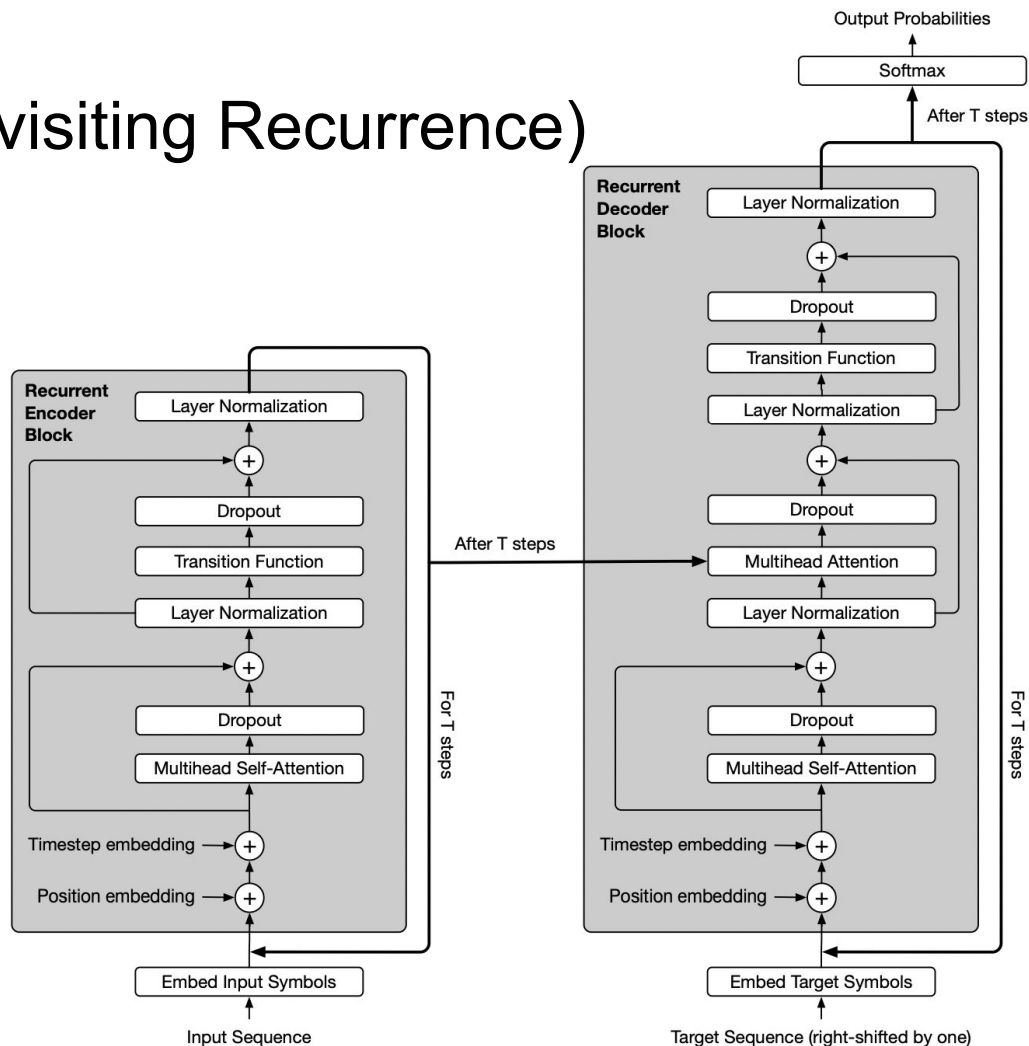 visiting Recurrence)
Output Probabilities
Softmax
After T steps
Recurrent
Decoder
Block
Layer Normalization
+
Dropout
Transition Function
Layer Normalization
+
Dropout
Multihead Attention
Layer Normalization
+
Dropout
Multihead Self-Attention
Timestep embedding
+
Position embedding
+
For T steps
Embed Target Symbols
Target Sequence (right-shifted by one)
After T steps
Recurrent
Encoder
Block
Layer Normalization
+
Dropout
Transition Function
Layer Normalization
+
Dropout
Multihead Self-Attention
Timestep embedding
+
Position embedding
+
For T steps
Embed Input Symbols
Input Sequence